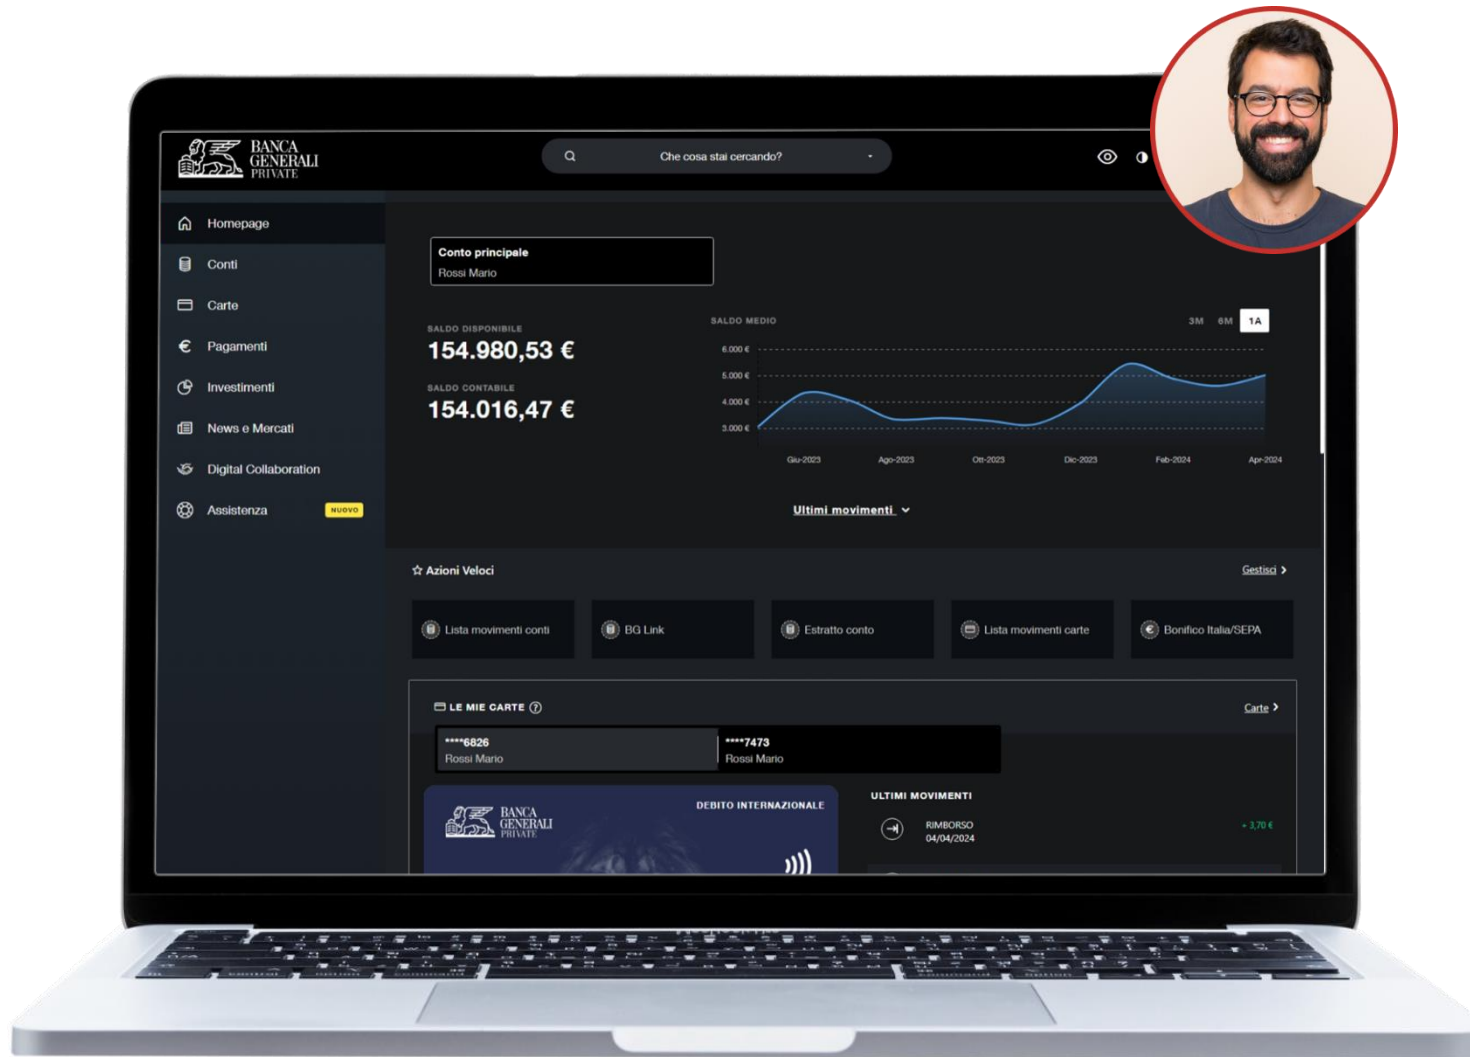 BANCA
GENERALI
PRIVATE
Che cosa stai cercando?
Homepage
Conti
Carte
Pagamenti
Investimenti
News e Mercati
Digital Collaboration
Assistenza
NUOVO
Conto principale
Rossi Mario
SALDO DISPONIBILE
154.980,53 €
SALDO CONTABILE
154.016,47 €
SALDO MEDIO
3M 6M 1A
6.000 €
5.000 €
4.000 €
3.000 €
Giu-2023 Ago-2023 Ott-2023 Dic-2023 Feb-2024 Apr-2024
Ultimi movimenti
Azioni Veloci
Gestisci
Lista movimenti conti
BG Link
Estratto conto
Lista movimenti carte
Bonifico Italia/SEPA
LE MIE CARTE
Carte
****6826
Rossi Mario
****7473
Rossi Mario
BANCA
GENERALI
PRIVATE
DEBITO INTERNAZIONALE
ULTIMI MOVIMENTI
RIMBORSO
04/04/2024
+ 3,70 €